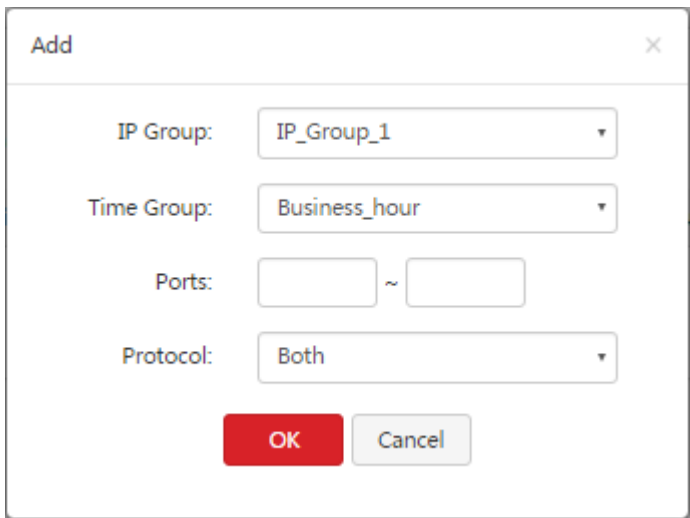 Add ×
IP Group: IP_Group_1
Time Group: Business_hour
Ports: ~
Protocol: Both
OK Cancel